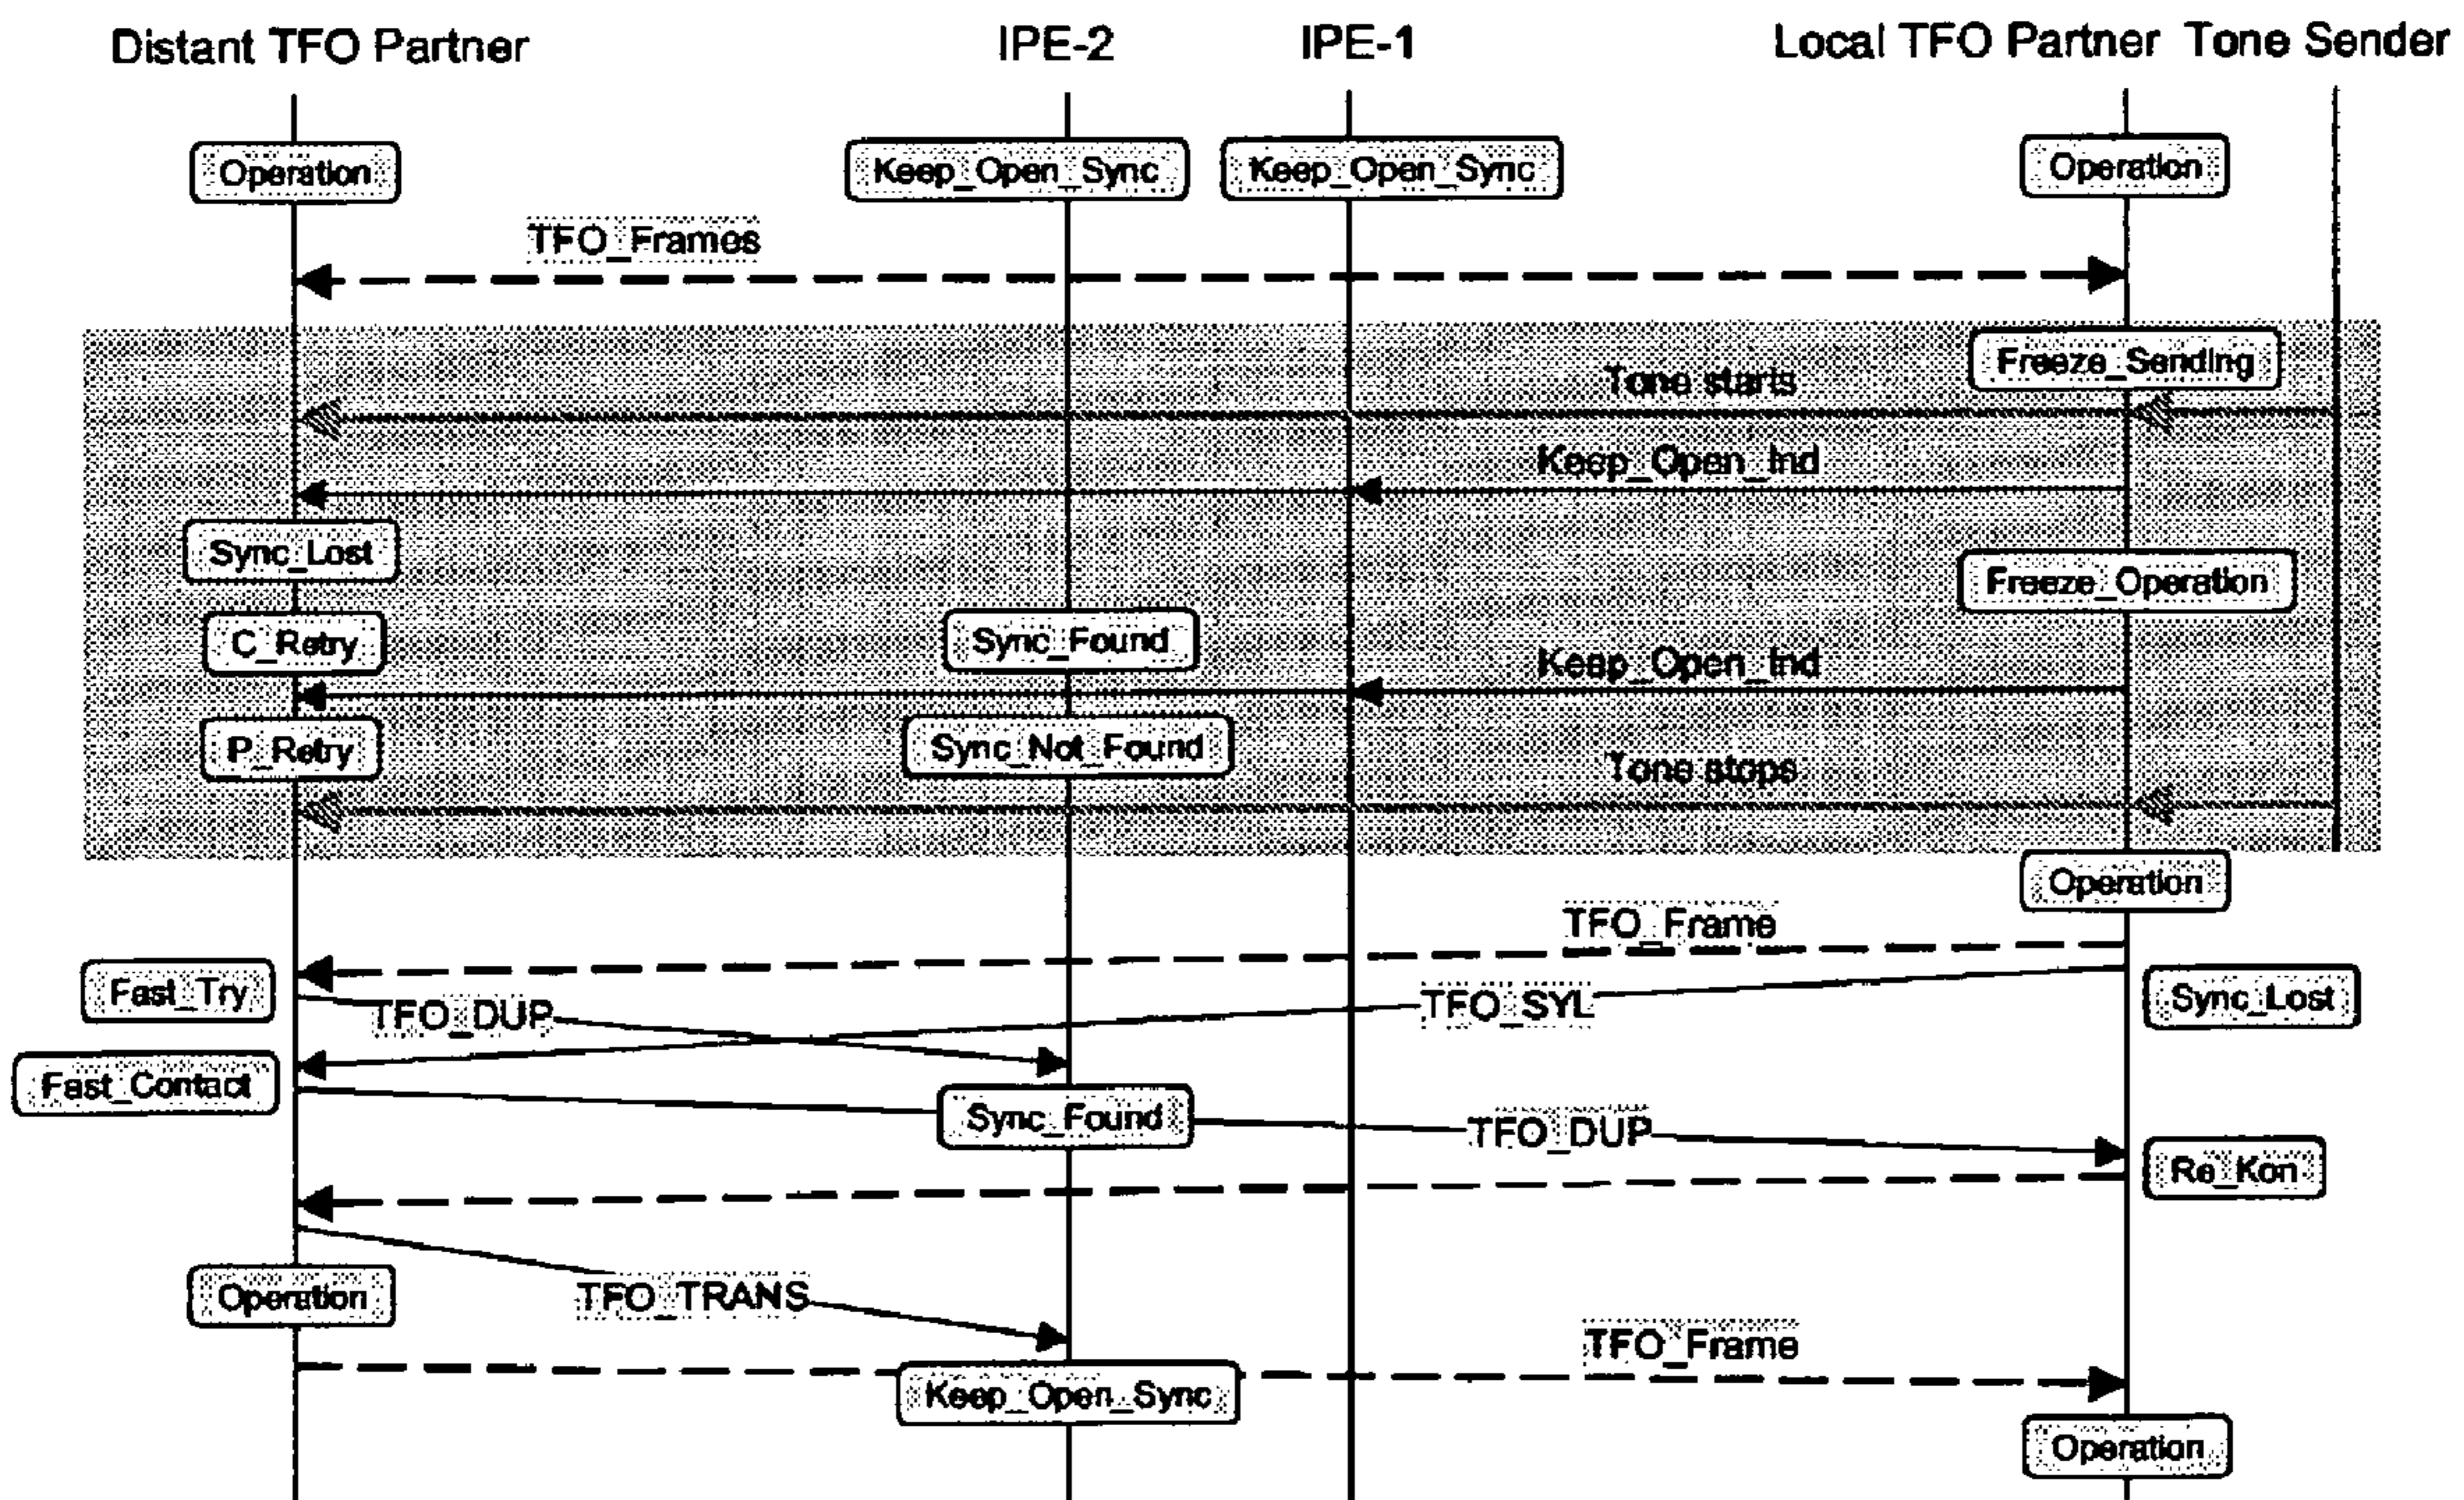 Distant TFO Partner IPE-2 IPE-1 Local TFO Partner Tone Sender
Operation Keep_Open_Sync Keep_Open_Sync Operation
TFO_Frames
Freeze_Sending
Tone starts
Keep_Open_Ind
Sync_Lost
Freeze_Operation
C_Retry Sync_Found
Keep_Open_Ind
P_Retry Sync_Not_Found
Tone stops
Operation
TFO_Frame
Fast_Try TFO_DUP TFO_SYL Sync_Lost
Fast_Contact
Sync_Found TFO_DUP
Re_Kon
Operation TFO_TRANS
TFO_Frame
Keep_Open_Sync
Operation